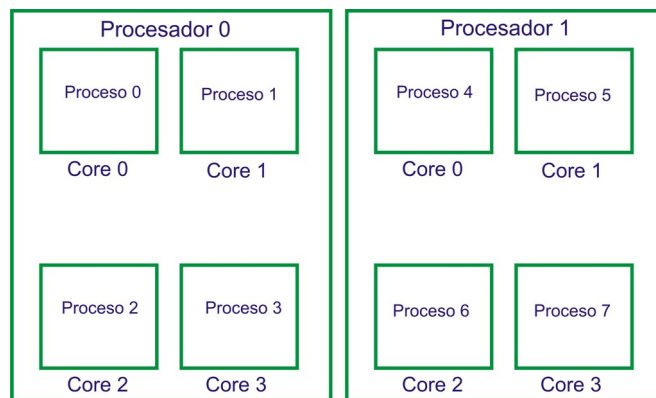 Procesador 0
Procesador 1
Proceso 0
Proceso 1
Proceso 4
Proceso 5
Core 0
Core 1
Core 0
Core 1
Proceso 2
Proceso 3
Proceso 6
Proceso 7
Core 2
Core 3
Core 2
Core 3